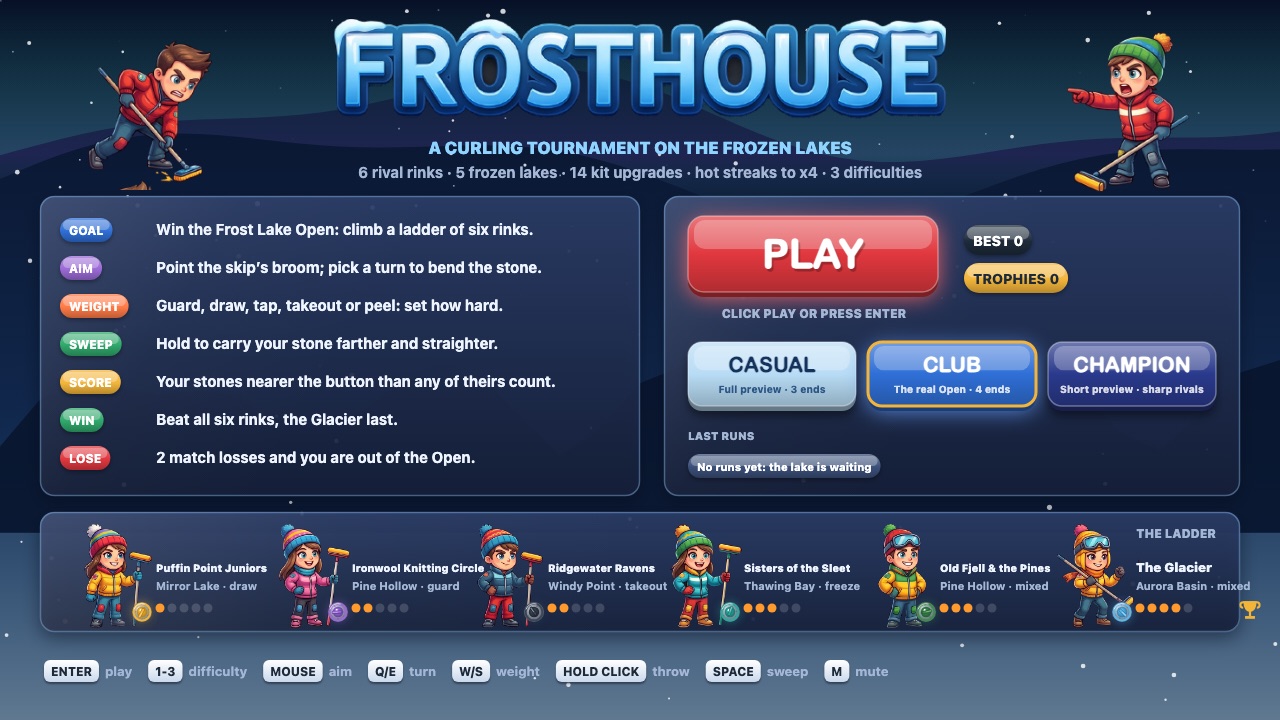 FROSTHOUSE
A CURLING TOURNAMENT ON THE FROZEN LAKES
6 rival rinks · 5 frozen lakes · 14 kit upgrades · hot streaks to x4 · 3 difficulties
GOAL Win the Frost Lake Open: climb a ladder of six rinks.
AIM Point the skip’s broom; pick a turn to bend the stone.
WEIGHT Guard, draw, tap, takeout or peel: set how hard.
SWEEP Hold to carry your stone farther and straighter.
SCORE Your stones nearer the button than any of theirs count.
WIN Beat all six rinks, the Glacier last.
LOSE 2 match losses and you are out of the Open.
PLAY
BEST 0
TROPHIES 0
CLICK PLAY OR PRESS ENTER
CASUAL
Full preview · 3 ends
CLUB
The real Open · 4 ends
CHAMPION
Short preview · sharp rivals
LAST RUNS
No runs yet: the lake is waiting
THE LADDER
Puffin Point Juniors
Mirror Lake · draw
Ironwool Knitting Circle
Pine Hollow · guard
Ridgewater Ravens
Windy Point · takeout
Sisters of the Sleet
Thawing Bay · freeze
Old Fjell & the Pines
Pine Hollow · mixed
The Glacier
Aurora Basin · mixed
ENTER play 1-3 difficulty MOUSE aim Q/E turn W/S weight HOLD CLICK throw SPACE sweep M mute